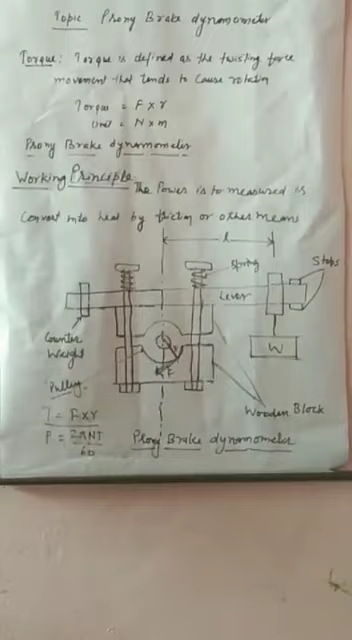 Topic Prony Brake dynamometer
Torque: Torque is defined as the twisting force
movement that tends to cause rotation
Torque = F x r
Unit = N x m
Prony Brake dynamometer
Working Principle. The Power is to measured is
Convert into heat by friction or other means
l
Spring
Stops
Lever
Counter
Weight
W
Pulley
F
Wooden Block
T = F x r
P = 2πNT
60
Prony Brake dynamometer